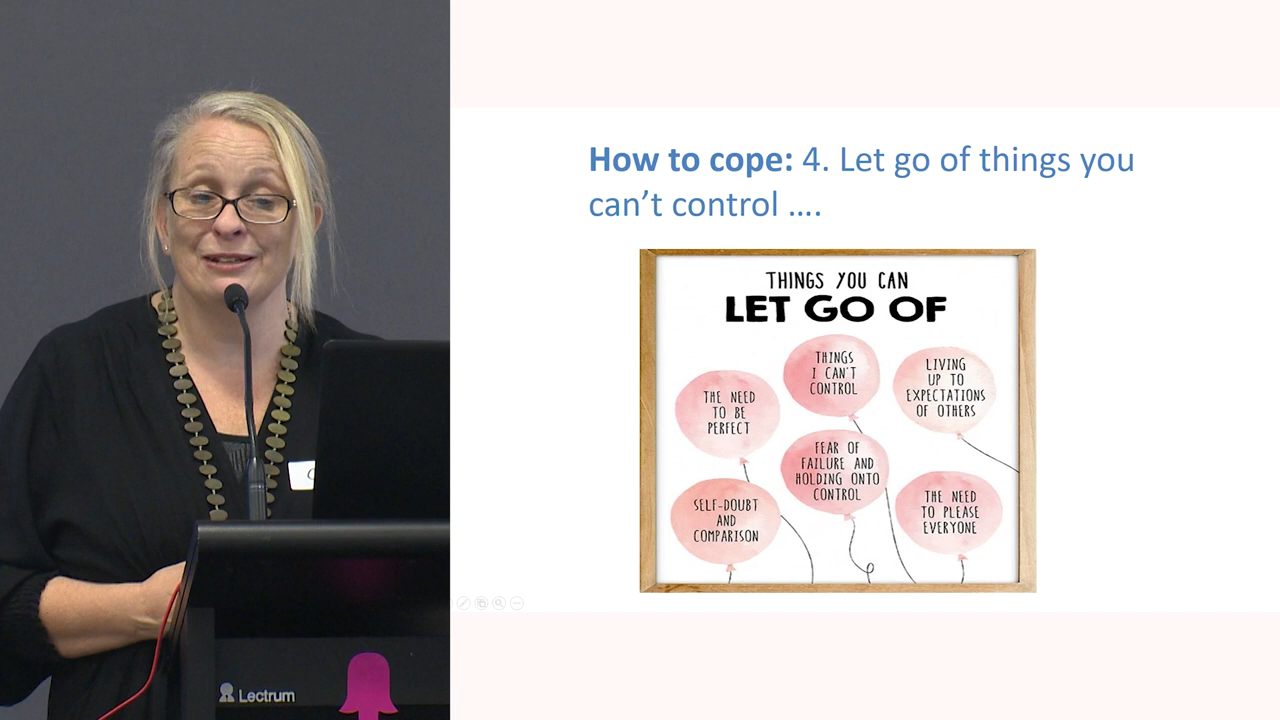 How to cope: 4. Let go of things you
can’t control ….
THINGS YOU CAN
LET GO OF
THINGS
I CAN'T
CONTROL
LIVING
UP TO
EXPECTATIONS
OF OTHERS
THE NEED
TO BE
PERFECT
FEAR OF
FAILURE AND
HOLDING ONTO
CONTROL
SELF-DOUBT
AND
COMPARISON
THE NEED
TO PLEASE
EVERYONE
Lectrum